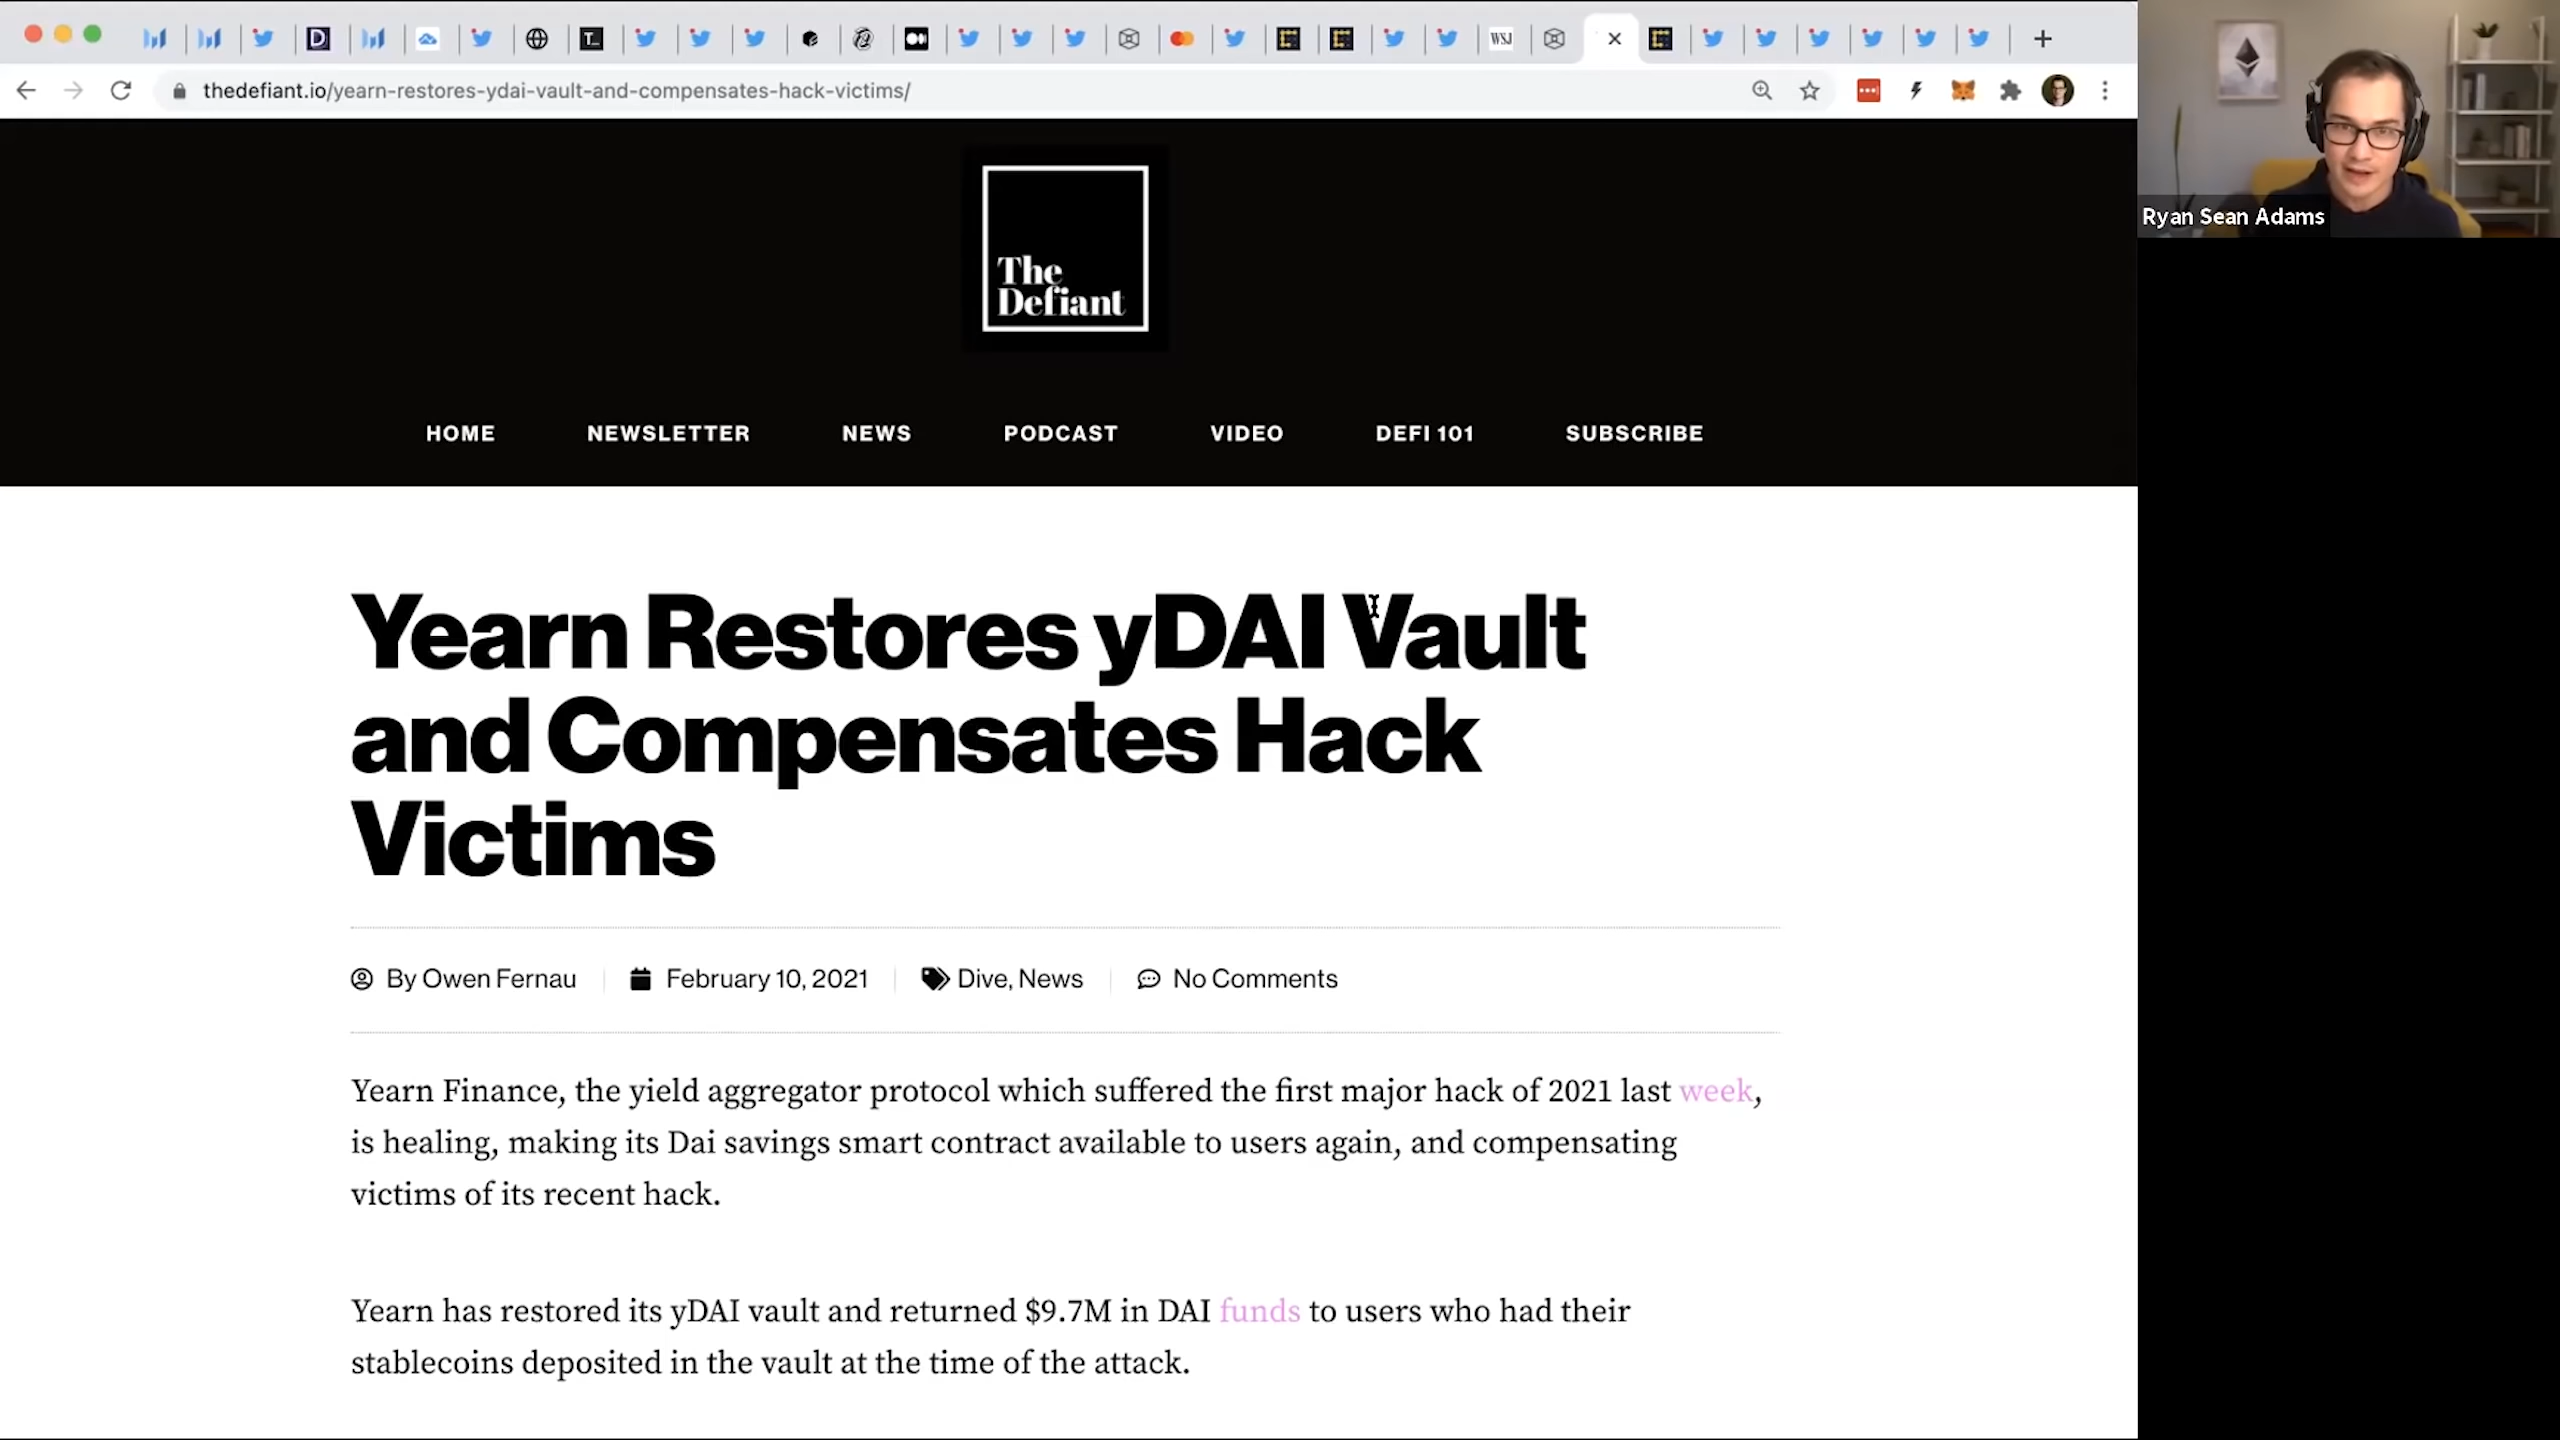 thedefiant.io/yearn-restores-ydai-vault-and-compensates-hack-victims/
T_
WSJ
Ryan Sean Adams
The
Defiant
HOME NEWSLETTER NEWS PODCAST VIDEO DEFI 101 SUBSCRIBE
Yearn Restores yDAI Vault
and Compensates Hack
Victims
By Owen Fernau February 10, 2021 Dive, News No Comments
Yearn Finance, the yield aggregator protocol which suffered the first major hack of 2021 last week,
is healing, making its Dai savings smart contract available to users again, and compensating
victims of its recent hack.
Yearn has restored its yDAI vault and returned $9.7M in DAI funds to users who had their
stablecoins deposited in the vault at the time of the attack.